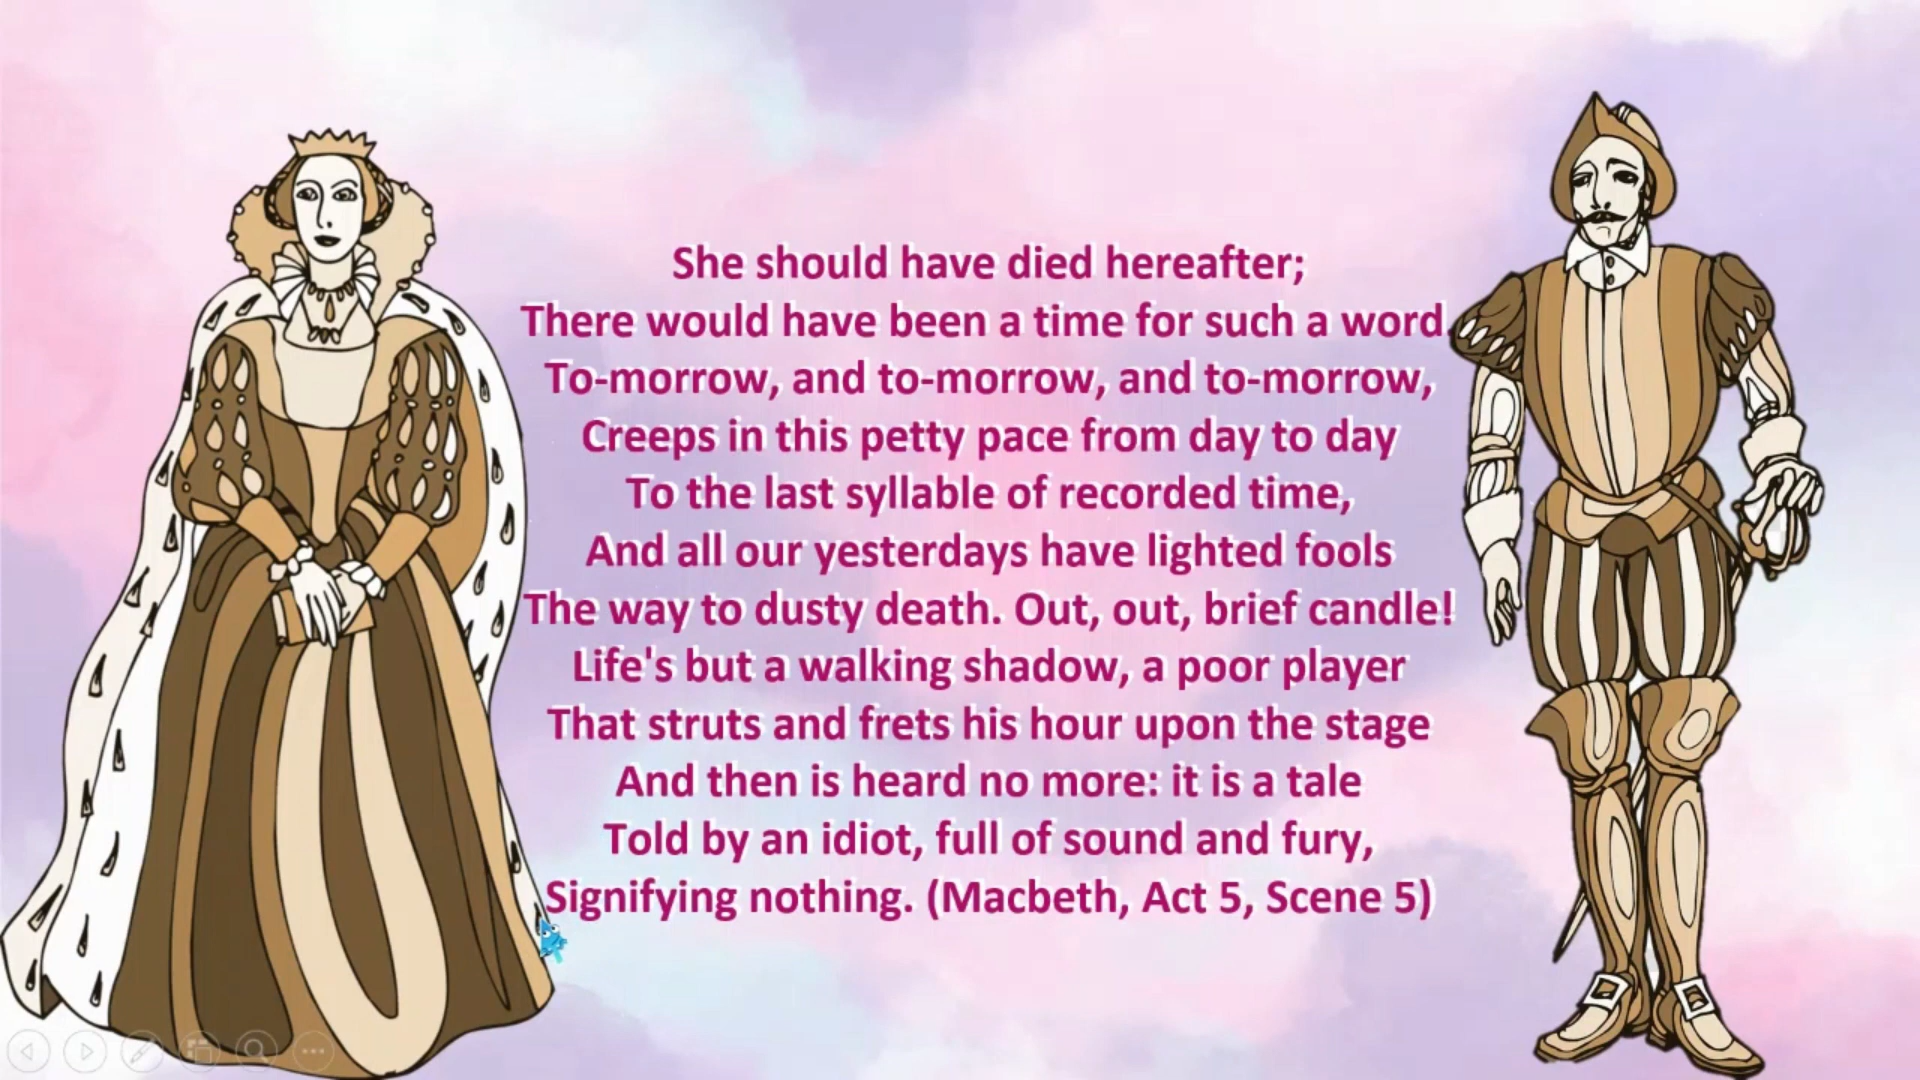 She should have died hereafter;
There would have been a time for such a word.
To-morrow, and to-morrow, and to-morrow,
Creeps in this petty pace from day to day
To the last syllable of recorded time,
And all our yesterdays have lighted fools
The way to dusty death. Out, out, brief candle!
Life's but a walking shadow, a poor player
That struts and frets his hour upon the stage
And then is heard no more: it is a tale
Told by an idiot, full of sound and fury,
Signifying nothing. (Macbeth, Act 5, Scene 5)